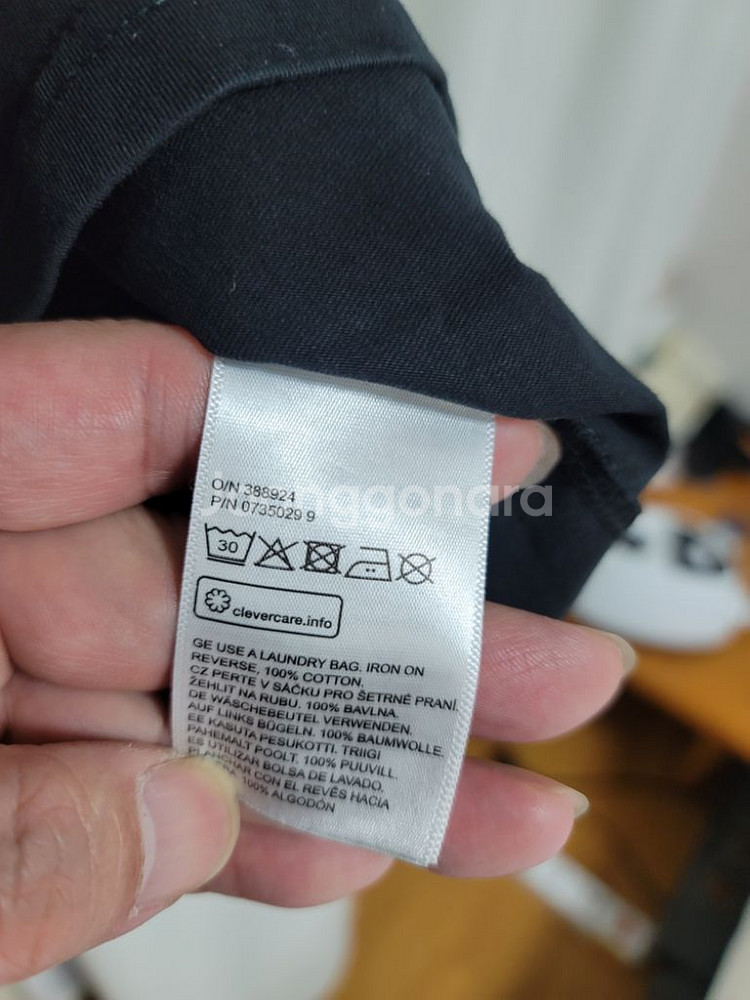 O/N 388924
P/N 0735029 9
30
clevercare.info
GE USE A LAUNDRY BAG. IRON ON
REVERSE, 100% COTTON.
CZ PERTE V SÁČKU PRO ŠETRNÉ PRANÍ.
ŽEHLIT NA RUBU. 100% BAVLNA.
DE WÄSCHEBEUTEL VERWENDEN.
AUF LINKS BÜGELN. 100% BAUMWOLLE.
EE KASUTA PESUKOTTI. TRIIGI
PAHEMALT POOLT. 100% PUUVILL.
ES UTILIZAR BOLSA DE LAVADO.
PLANCHAR CON EL REVÉS HACIA
100% ALGODÓN